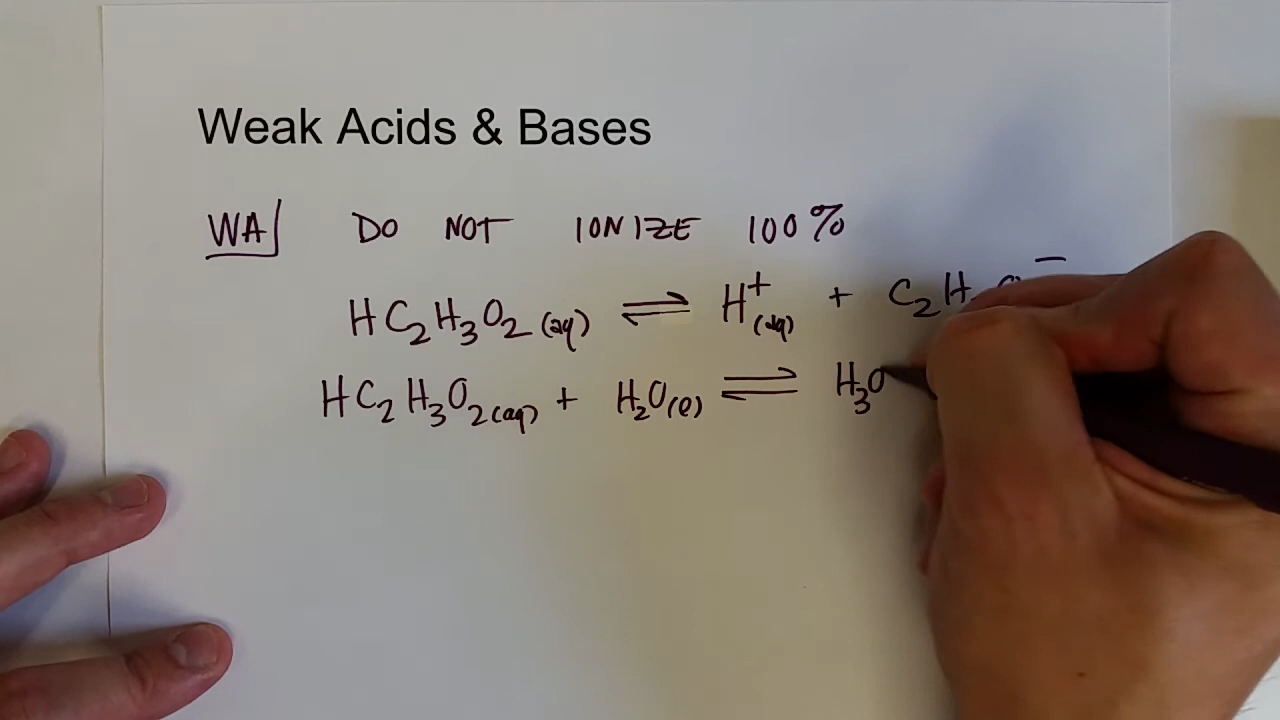 Weak Acids & Bases
WA DO NOT IONIZE 100%
HC₂H₃O₂(aq) ⇌ H⁺(aq) + C₂H
HC₂H₃O₂(aq) + H₂O(l) ⇌ H₃O